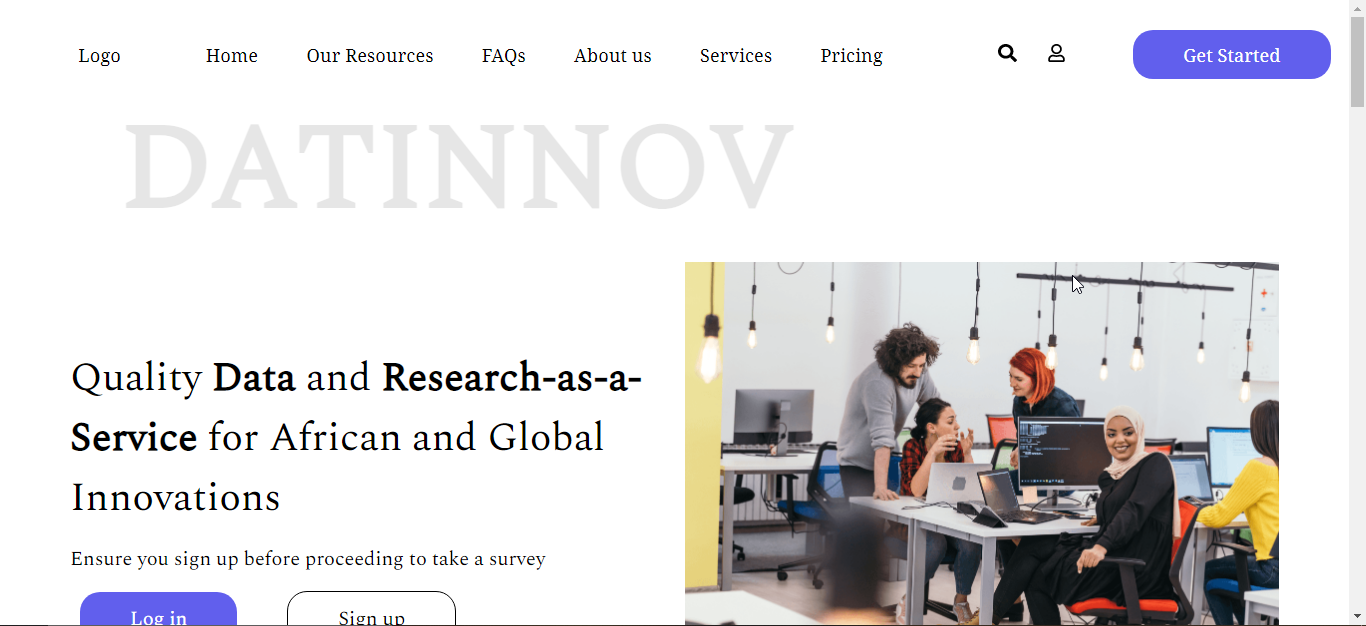 Logo Home Our Resources FAQs About us Services Pricing Get Started
DATINNOV
Quality Data and Research-as-a-
Service for African and Global
Innovations
Ensure you sign up before proceeding to take a survey
Log in Sign up